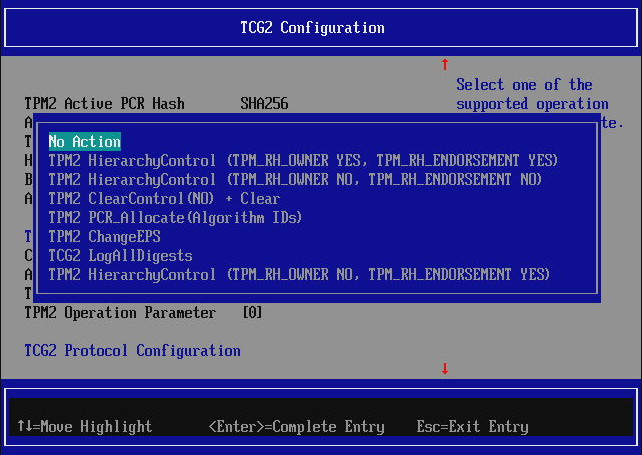 TCG2 Configuration
Select one of the
TPM2 Active PCR Hash SHA256 supported operation
A te.
T No Action
H TPM2 HierarchyControl (TPM_RH_OWNER YES, TPM_RH_ENDORSEMENT YES)
B TPM2 HierarchyControl (TPM_RH_OWNER NO, TPM_RH_ENDORSEMENT NO)
A TPM2 ClearControl(NO) + Clear
TPM2 PCR_Allocate(Algorithm IDs)
T TPM2 ChangeEPS
C TCG2 LogAllDigests
A TPM2 HierarchyControl (TPM_RH_OWNER NO, TPM_RH_ENDORSEMENT YES)
T
TPM2 Operation Parameter [0]
TCG2 Protocol Configuration
↑↓=Move Highlight <Enter>=Complete Entry Esc=Exit Entry